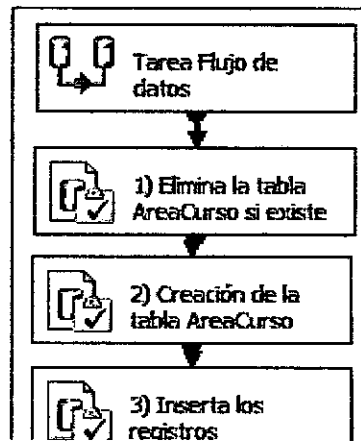 Tarea Flujo de
datos
1) Elimina la tabla
AreaCurso si existe
2) Creación de la
tabla AreaCurso
3) Inserta los
registros